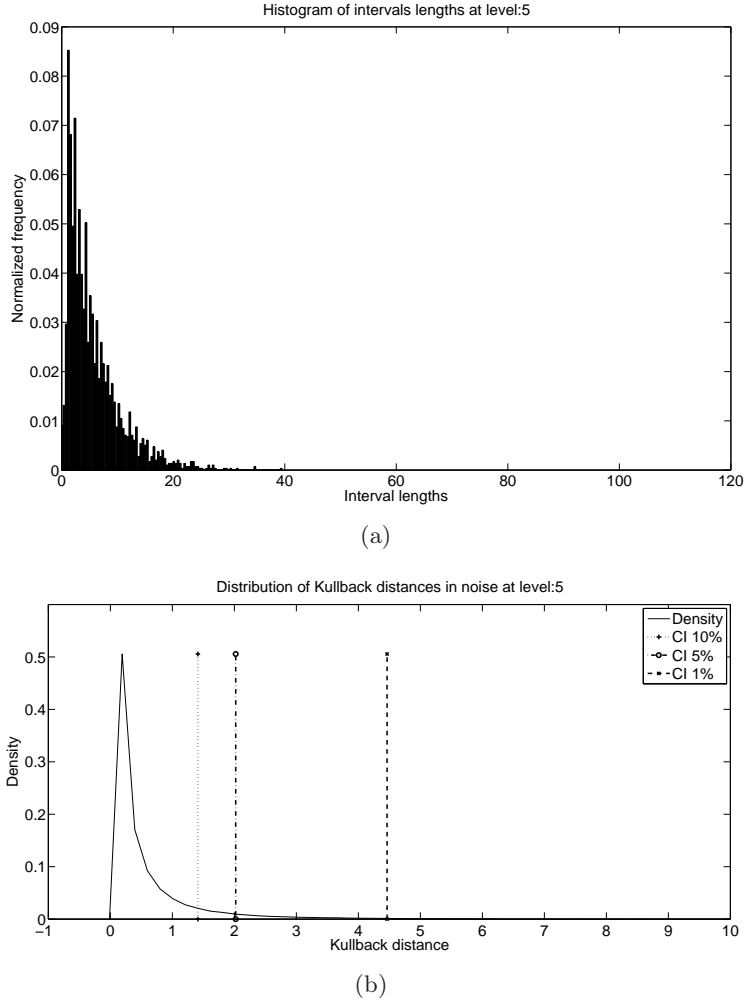 Histogram of intervals lengths at level:5
0.09
0.08
0.07
0.06
0.05
0.04
0.03
0.02
0.01
0
Normalized frequency
0 20 40 60 80 100 120
Interval lengths
(a)
Distribution of Kullback distances in noise at level:5
Density
CI 10%
CI 5%
CI 1%
0.5
0.4
0.3
0.2
0.1
0
Density
−1 0 1 2 3 4 5 6 7 8 9 10
Kullback distance
(b)